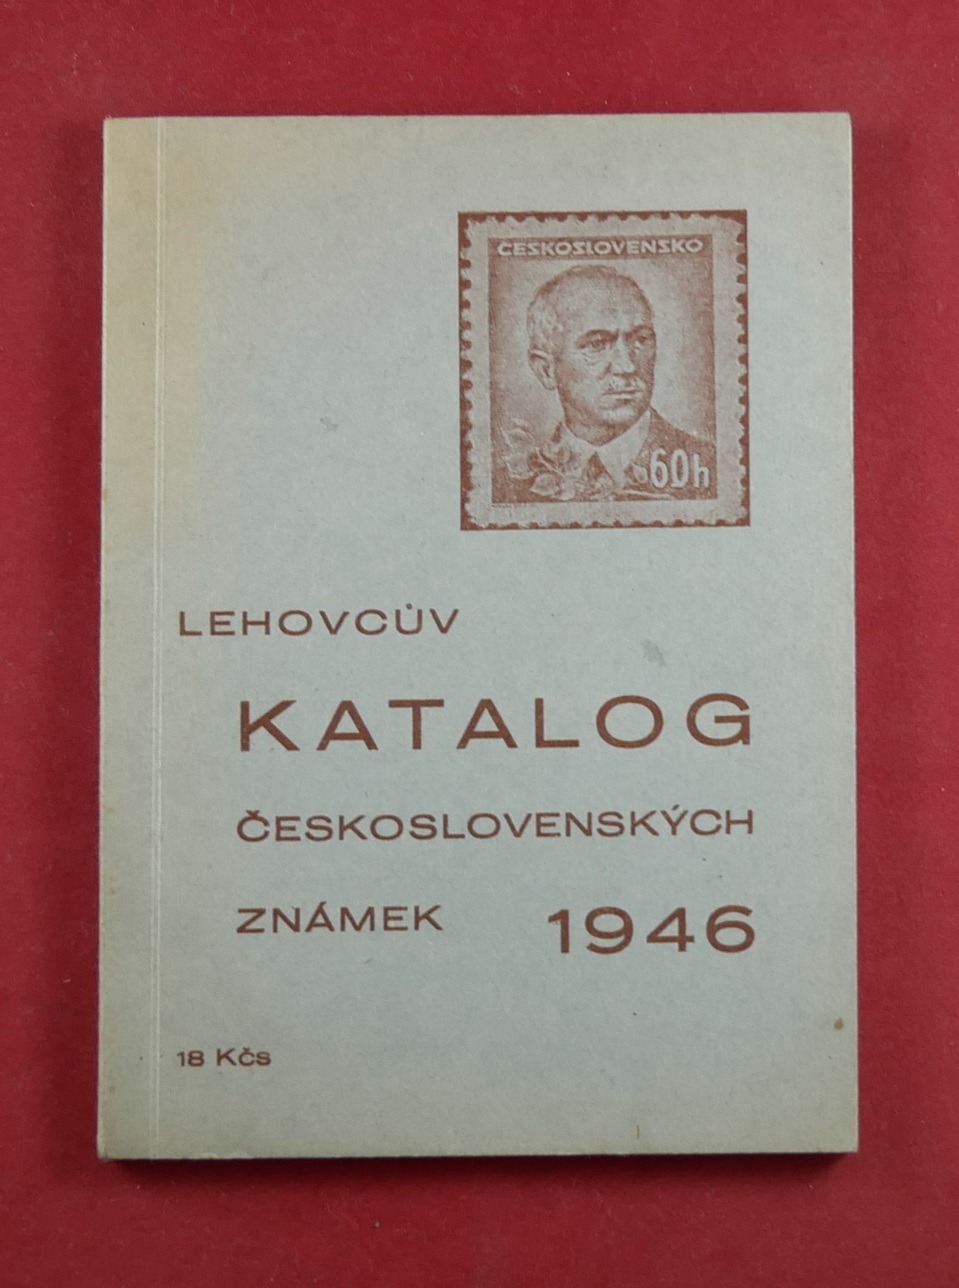 ČESKOSLOVENSKO
60h
LEHOVCŮV
KATALOG
ČESKOSLOVENSKÝCH
ZNÁMEK 1946
18 Kčs